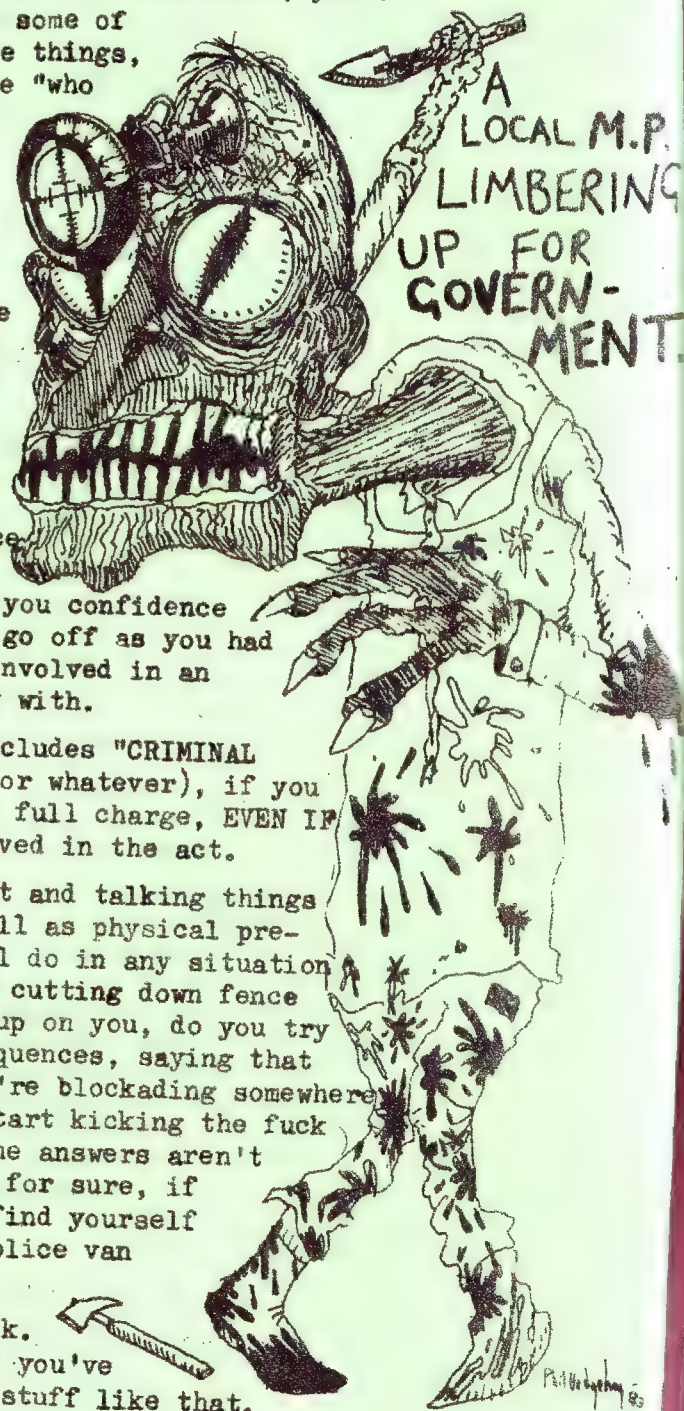 some of
e things,
e "who
A
LOCAL M.P.
LIMBERING
UP FOR
GOVERN-
MENT.
e
ce
you confidence
go off as you had
nvolved in an
with.
cludes "CRIMINAL
or whatever), if you
full charge, EVEN IF
ved in the act.
t and talking things
ll as physical pre-
l do in any situation
cutting down fence
up on you, do you try
quences, saying that
're blockading somewhere
tart kicking the fuck
he answers aren't
for sure, if
find yourself
olice van
k.
you've
stuff like that.